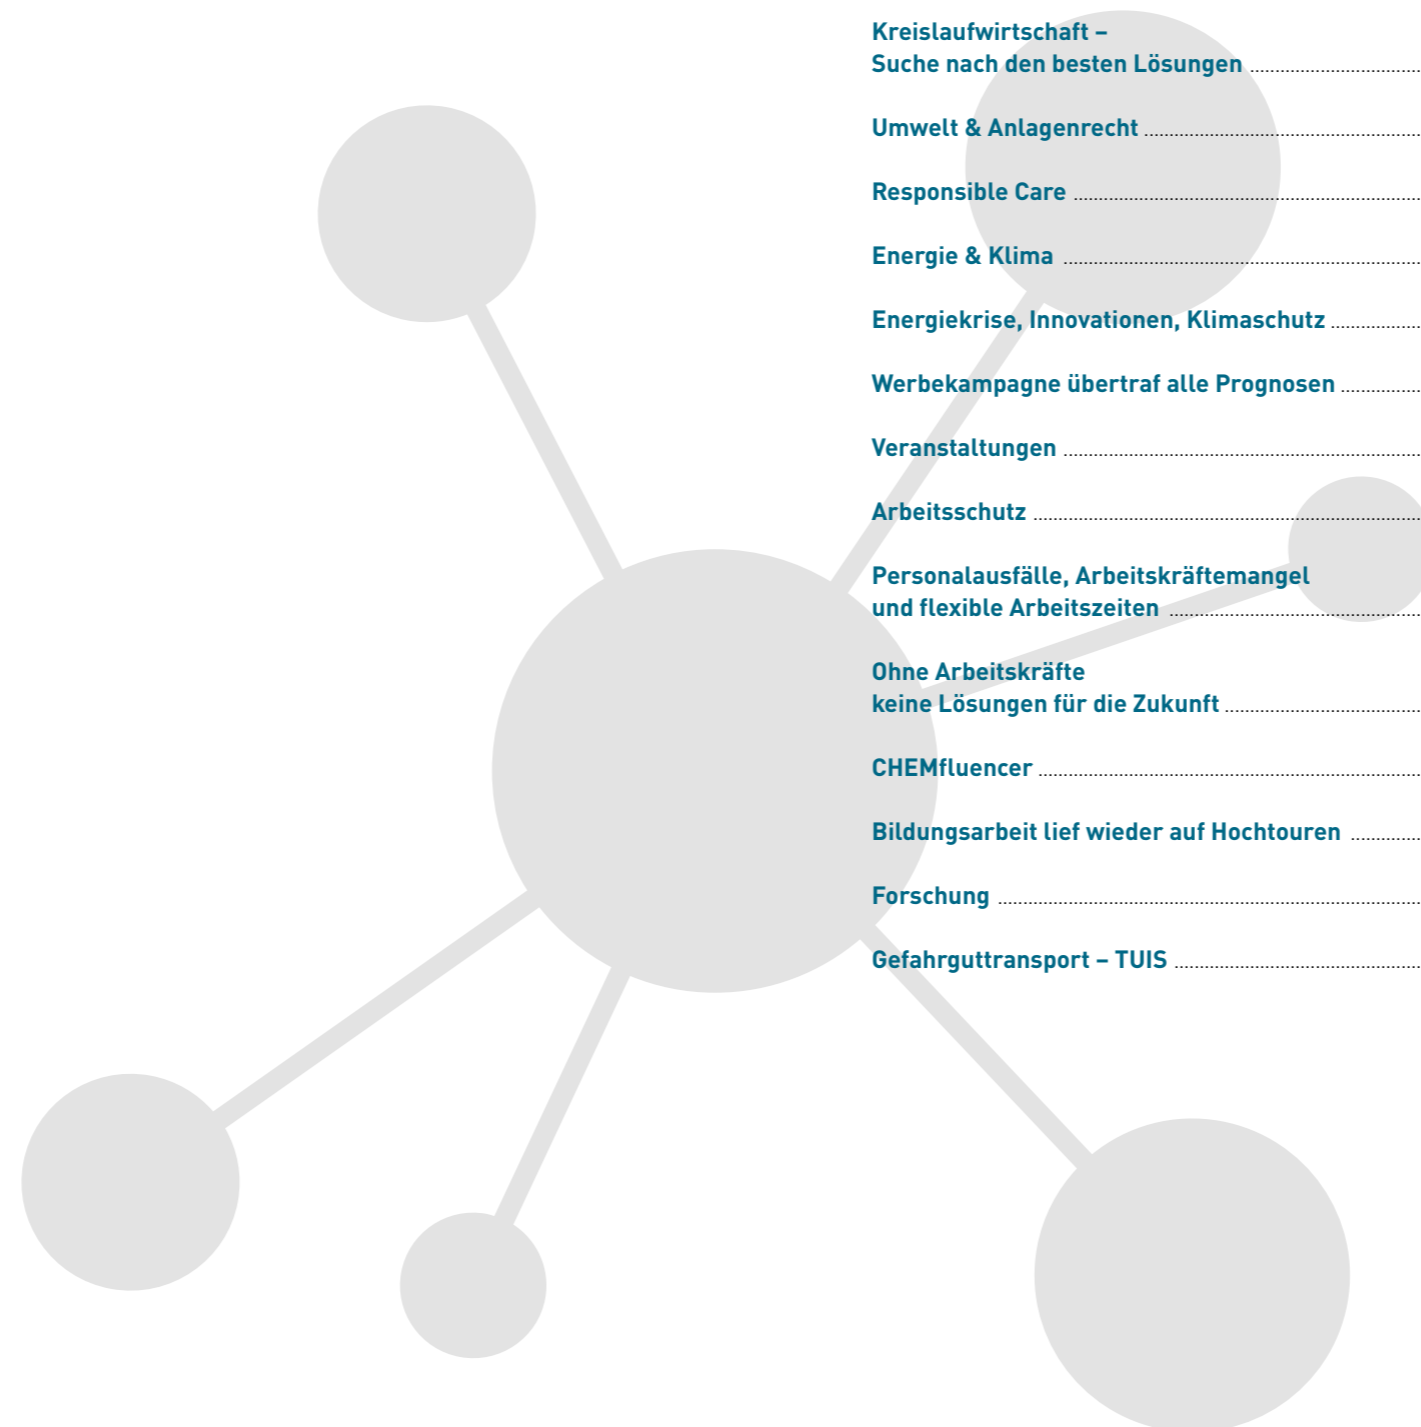 Kreislaufwirtschaft –
Suche nach den besten Lösungen
Umwelt & Anlagenrecht
Responsible Care
Energie & Klima
Energiekrise, Innovationen, Klimaschutz
Werbekampagne übertraf alle Prognosen
Veranstaltungen
Arbeitsschutz
Personalausfälle, Arbeitskräftemangel
und flexible Arbeitszeiten
Ohne Arbeitskräfte
keine Lösungen für die Zukunft
CHEMfluencer
Bildungsarbeit lief wieder auf Hochtouren
Forschung
Gefahrguttransport – TUIS